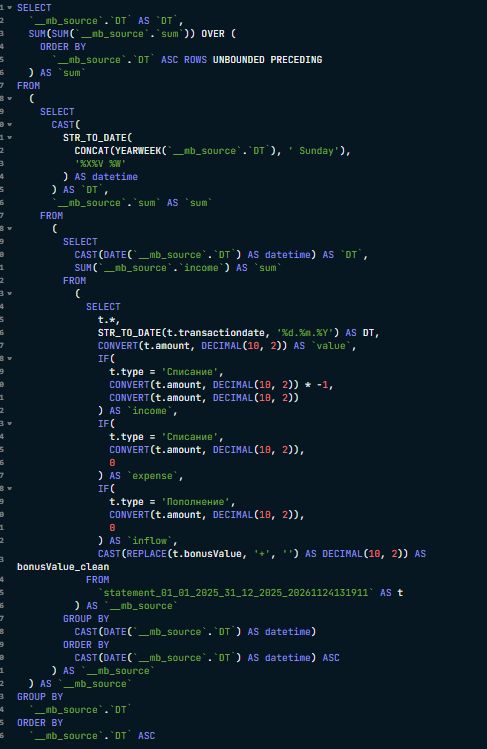 SELECT
`__mb_source`.`DT` AS `DT`,
SUM(SUM(`__mb_source`.`sum`)) OVER (
ORDER BY
`__mb_source`.`DT` ASC ROWS UNBOUNDED PRECEDING
) AS `sum`
FROM
(
SELECT
CAST(
STR_TO_DATE(
CONCAT(YEARWEEK(`__mb_source`.`DT`), ' Sunday'),
'%X%V %W'
) AS datetime
) AS `DT`,
`__mb_source`.`sum` AS `sum`
FROM
(
SELECT
CAST(DATE(`__mb_source`.`DT`) AS datetime) AS `DT`,
SUM(`__mb_source`.`income`) AS `sum`
FROM
(
SELECT
t.*,
STR_TO_DATE(t.transactiondate, '%d.%m.%Y') AS DT,
CONVERT(t.amount, DECIMAL(10, 2)) AS `value`,
IF(
t.type = 'Списание',
CONVERT(t.amount, DECIMAL(10, 2)) * -1,
CONVERT(t.amount, DECIMAL(10, 2))
) AS `income`,
IF(
t.type = 'Списание',
CONVERT(t.amount, DECIMAL(10, 2)),
0
) AS `expense`,
IF(
t.type = 'Пополнение',
CONVERT(t.amount, DECIMAL(10, 2)),
0
) AS `inflow`,
CAST(REPLACE(t.bonusValue, '+', '') AS DECIMAL(10, 2)) AS
bonusValue_clean
FROM
`statement_01_01_2025_31_12_2025_20261124131911` AS t
) AS `__mb_source`
GROUP BY
CAST(DATE(`__mb_source`.`DT`) AS datetime)
ORDER BY
CAST(DATE(`__mb_source`.`DT`) AS datetime) ASC
) AS `__mb_source`
) AS `__mb_source`
GROUP BY
`__mb_source`.`DT`
ORDER BY
`__mb_source`.`DT` ASC